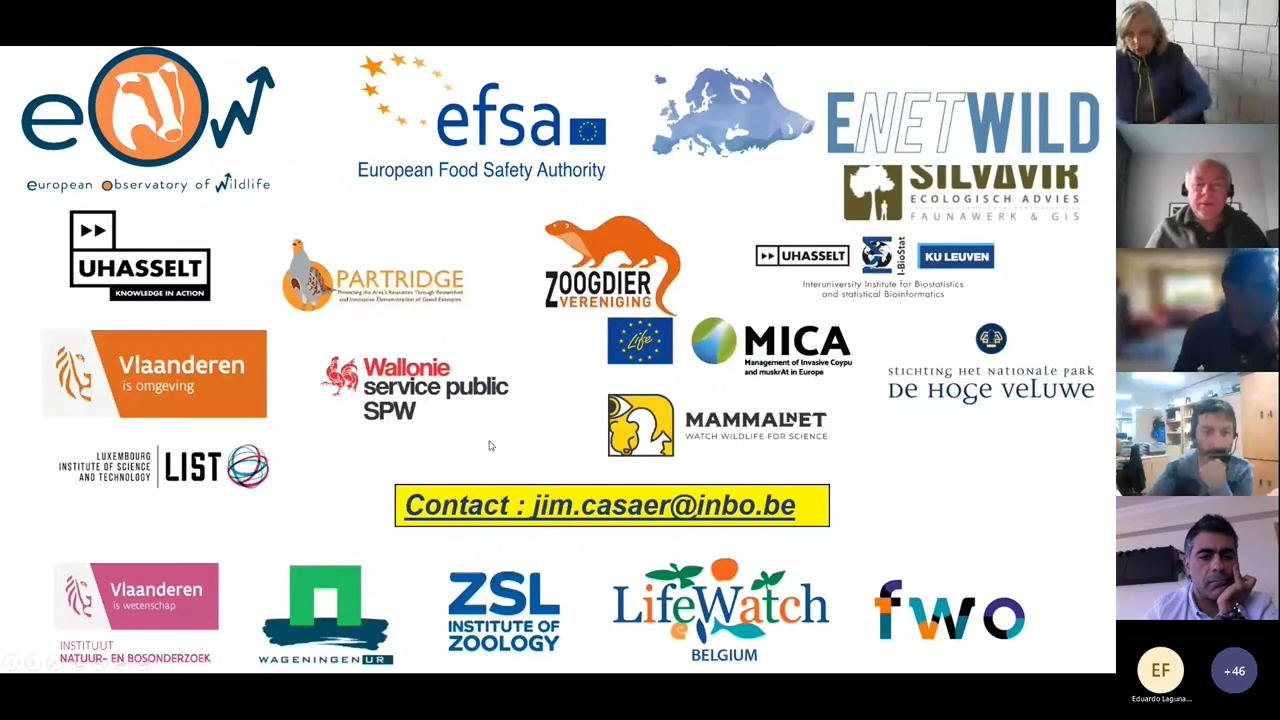 eow
european observatory of wildlife
efsa
European Food Safety Authority
ENETWILD
SILVAVIR
ECOLOGISCH ADVIES
FAUNAWERK & GIS
UHASSELT
KNOWLEDGE IN ACTION
PARTRIDGE
Protecting the Area's Resources Through Researched
and Innovative Demonstration of Good Examples
ZOOGDIER
VERENIGING
UHASSELT
I-BioStat
KU LEUVEN
Interuniversity Institute for Biostatistics
and statistical Bioinformatics
Vlaanderen
is omgeving
Wallonie
service public
SPW
Life
MICA
Management of Invasive Coypu
and muskrAt in Europe
STICHTING HET NATIONALE PARK
DE HOGE VELUWE
MAMMALNET
WATCH WILDLIFE FOR SCIENCE
LUXEMBOURG
INSTITUTE OF SCIENCE
AND TECHNOLOGY
LIST
Contact : jim.casaer@inbo.be
Vlaanderen
is wetenschap
INSTITUUT
NATUUR- EN BOSONDERZOEK
WAGENINGEN UR
ZSL
INSTITUTE OF
ZOOLOGY
LifeWatch
BELGIUM
fwo
EF
Eduardo Laguna...
+46